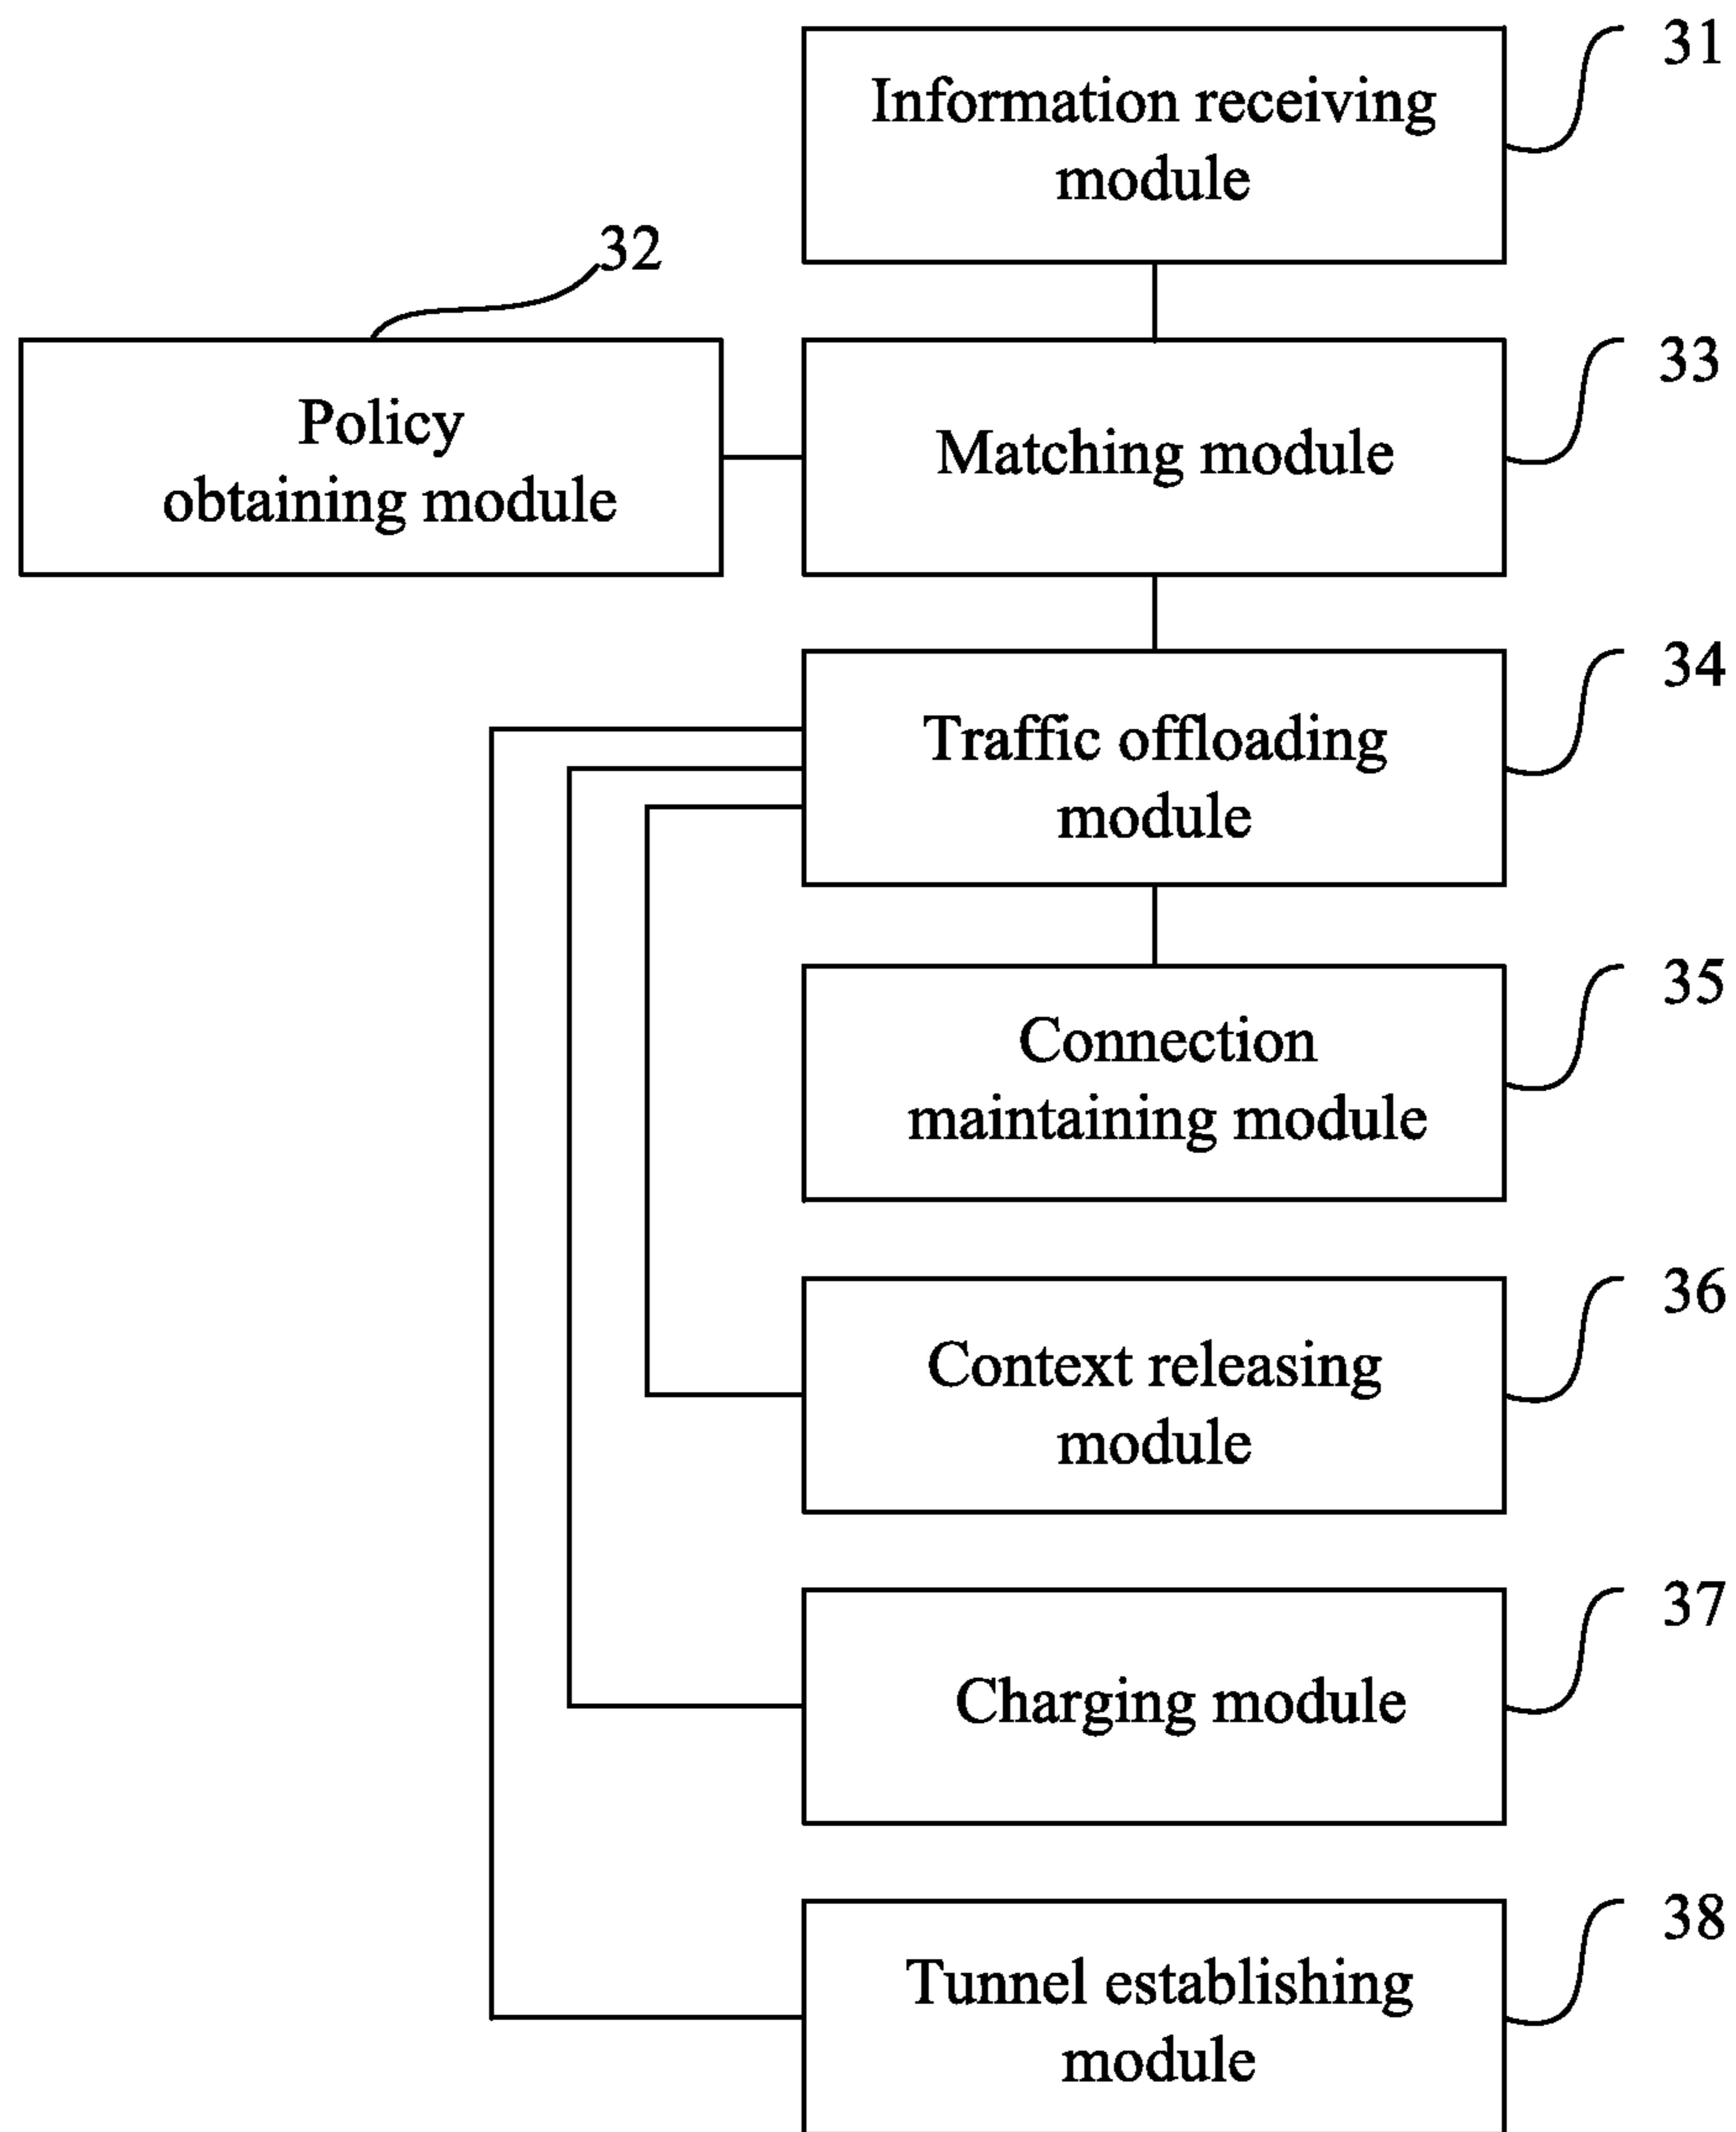 31
Information receiving
module
32
33
Policy
obtaining module
Matching module
34
Traffic offloading
module
35
Connection
maintaining module
36
Context releasing
module
37
Charging module
38
Tunnel establishing
module